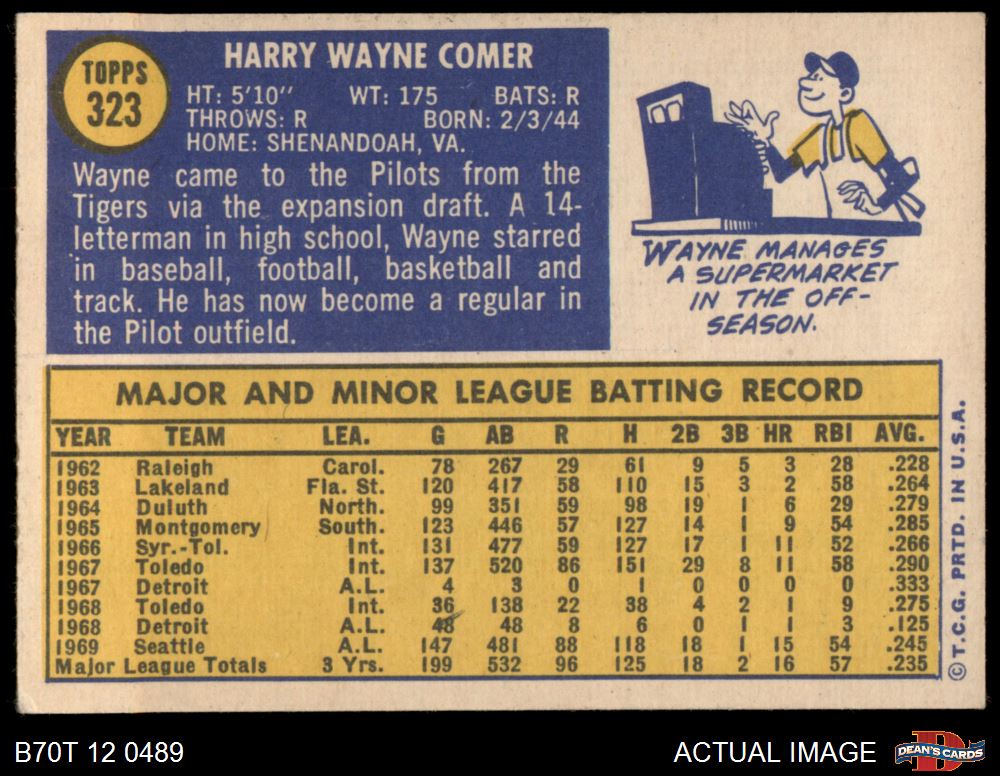 TOPPS
323
HARRY WAYNE COMER
HT: 5'10" WT: 175 BATS: R
THROWS: R BORN: 2/3/44
HOME: SHENANDOAH, VA.
Wayne came to the Pilots from the
Tigers via the expansion draft. A 14-
letterman in high school, Wayne starred
in baseball, football, basketball and
track. He has now become a regular in
the Pilot outfield.
WAYNE MANAGES
A SUPERMARKET
IN THE OFF-
SEASON.
MAJOR AND MINOR LEAGUE BATTING RECORD
YEAR TEAM LEA. G AB R H 2B 3B HR RBI AVG.
1962 Raleigh Carol. 78 267 29 61 9 5 3 28 .228
1963 Lakeland Fla. St. 120 417 58 110 15 3 2 58 .264
1964 Duluth North. 99 351 59 98 19 1 6 29 .279
1965 Montgomery South. 123 446 57 127 14 1 9 54 .285
1966 Syr.-Tol. Int. 131 477 59 127 17 1 11 52 .266
1967 Toledo Int. 137 520 86 151 29 8 11 58 .290
1967 Detroit A.L. 4 3 0 1 0 0 0 0 .333
1968 Toledo Int. 36 138 22 38 4 2 1 9 .275
1968 Detroit A.L. 48 48 8 6 0 1 1 3 .125
1969 Seattle A.L. 147 481 88 118 18 1 15 54 .245
Major League Totals 3 Yrs. 199 532 96 125 18 2 16 57 .235
© T.C.G. PRTD. IN U.S.A.
B70T 12 0489
ACTUAL IMAGE
D
DEAN'S CARDS